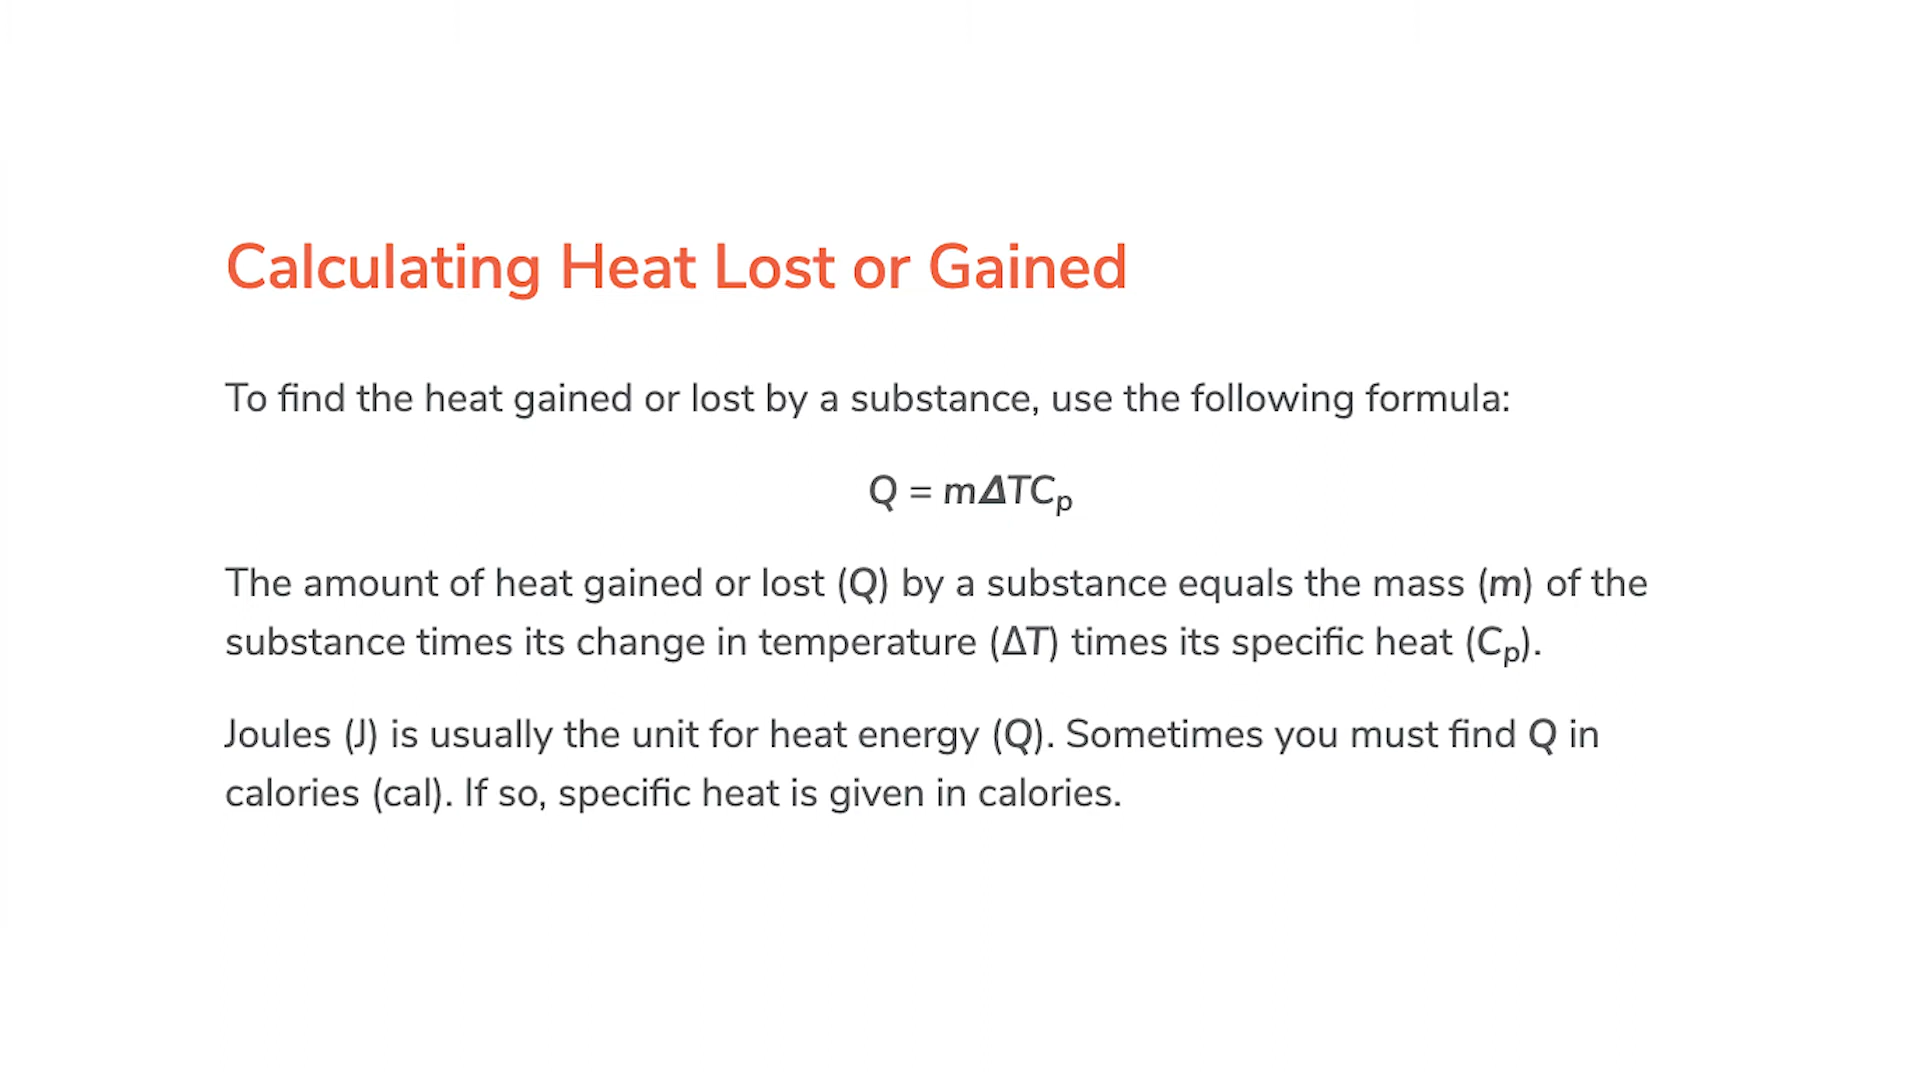 Calculating Heat Lost or Gained
To find the heat gained or lost by a substance, use the following formula:
Q = mΔTCₚ
The amount of heat gained or lost (Q) by a substance equals the mass (m) of the
substance times its change in temperature (ΔT) times its specific heat (Cₚ).
Joules (J) is usually the unit for heat energy (Q). Sometimes you must find Q in
calories (cal). If so, specific heat is given in calories.